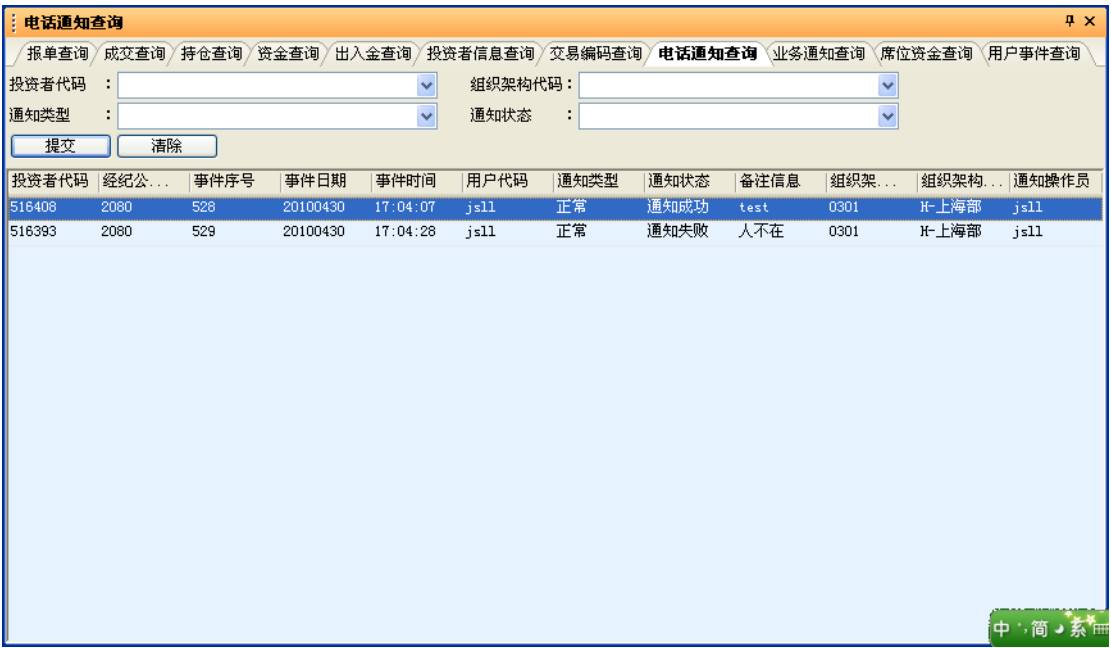 电话通知查询
报单查询 成交查询 持仓查询 资金查询 出入金查询 投资者信息查询 交易编码查询 电话通知查询 业务通知查询 席位资金查询 用户事件查询
投资者代码 : 组织架构代码:
通知类型 : 通知状态 :
提交 清除
投资者代码 经纪公... 事件序号 事件日期 事件时间 用户代码 通知类型 通知状态 备注信息 组织架... 组织架构... 通知操作员
516408 2080 528 20100430 17:04:07 jsll 正常 通知成功 test 0301 H-上海部 jsll
516393 2080 529 20100430 17:04:28 jsll 正常 通知失败 人不在 0301 H-上海部 jsll
中 简 系